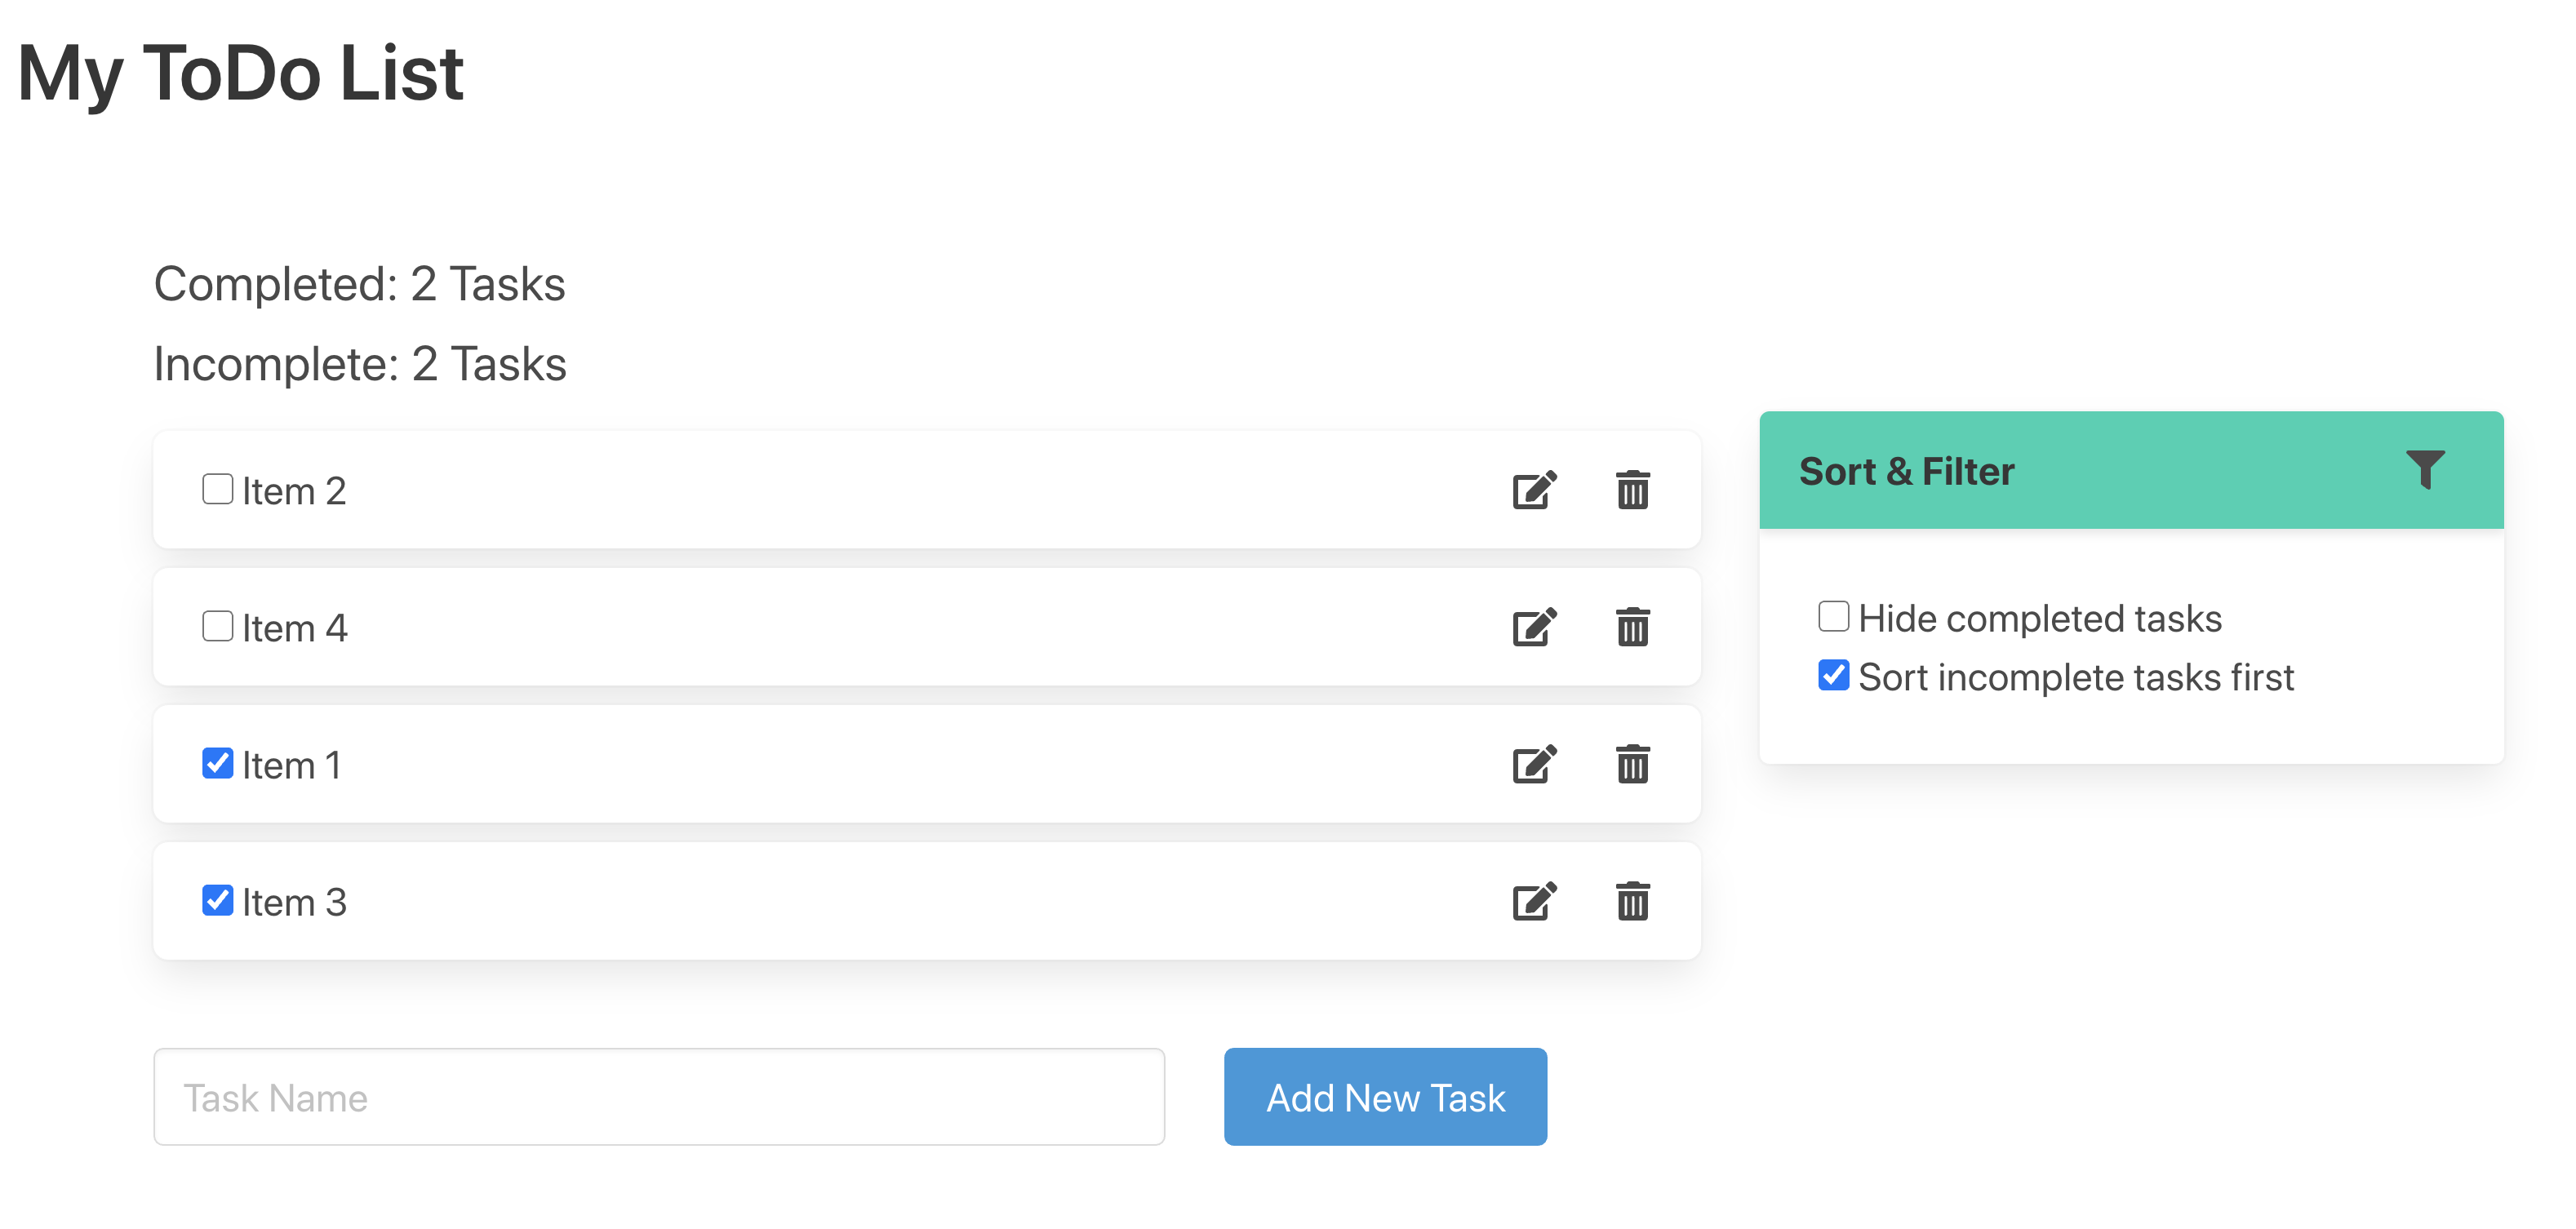 My ToDo List
Completed: 2 Tasks
Incomplete: 2 Tasks
Item 2
Item 4
Item 1
Item 3
Sort & Filter
Hide completed tasks
Sort incomplete tasks first
Task Name
Add New Task